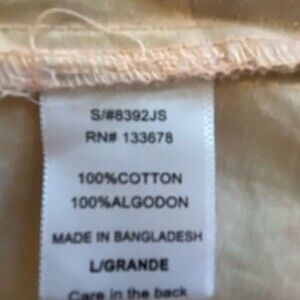 S/#8392JS
RN# 133678
100%COTTON
100%ALGODON
MADE IN BANGLADESH
L/GRANDE
Care in the back